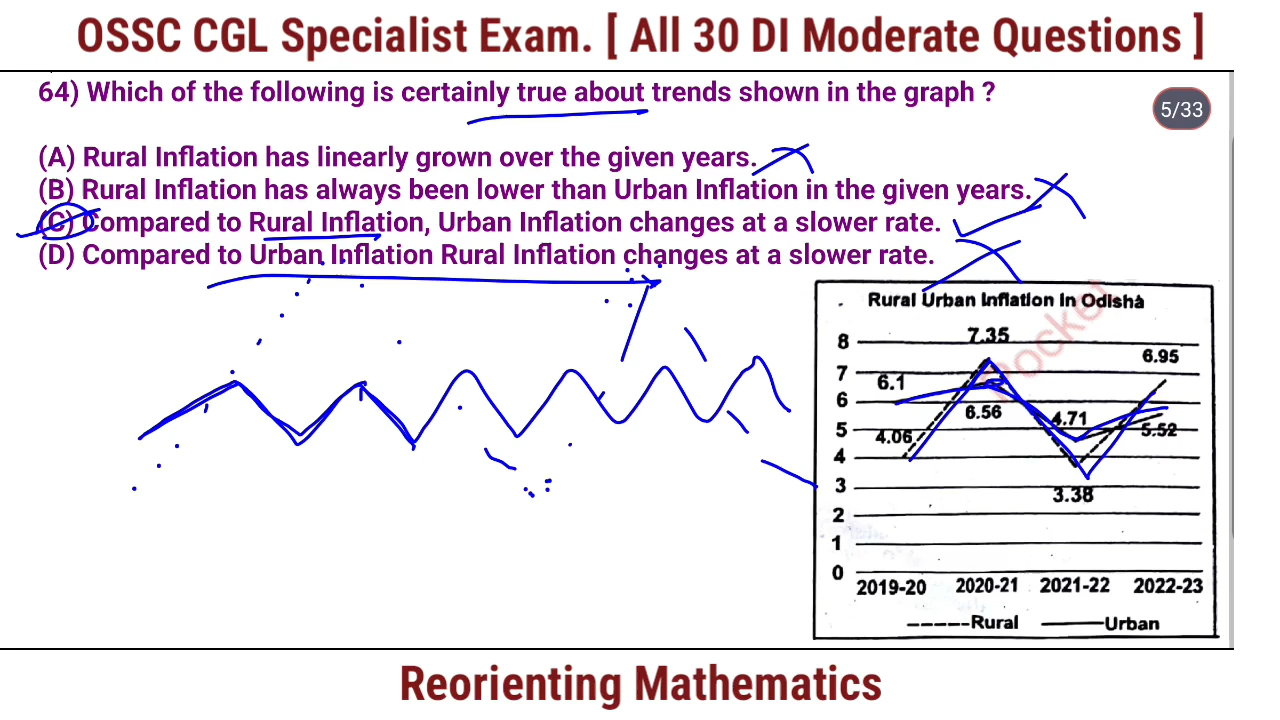 OSSC CGL Specialist Exam. [ All 30 DI Moderate Questions ]
64) Which of the following is certainly true about trends shown in the graph ?
5/33
(A) Rural Inflation has linearly grown over the given years.
(B) Rural Inflation has always been lower than Urban Inflation in the given years.
(C) Compared to Rural Inflation, Urban Inflation changes at a slower rate.
(D) Compared to Urban Inflation Rural Inflation changes at a slower rate.
Rural Urban Inflation in Odisha
8
7.35
6.95
7
6.1
6
6.56
4.71
5
4.06
5.52
4
3
3.38
2
1
0
2019-20 2020-21 2021-22 2022-23
-----Rural ———Urban
Reorienting Mathematics